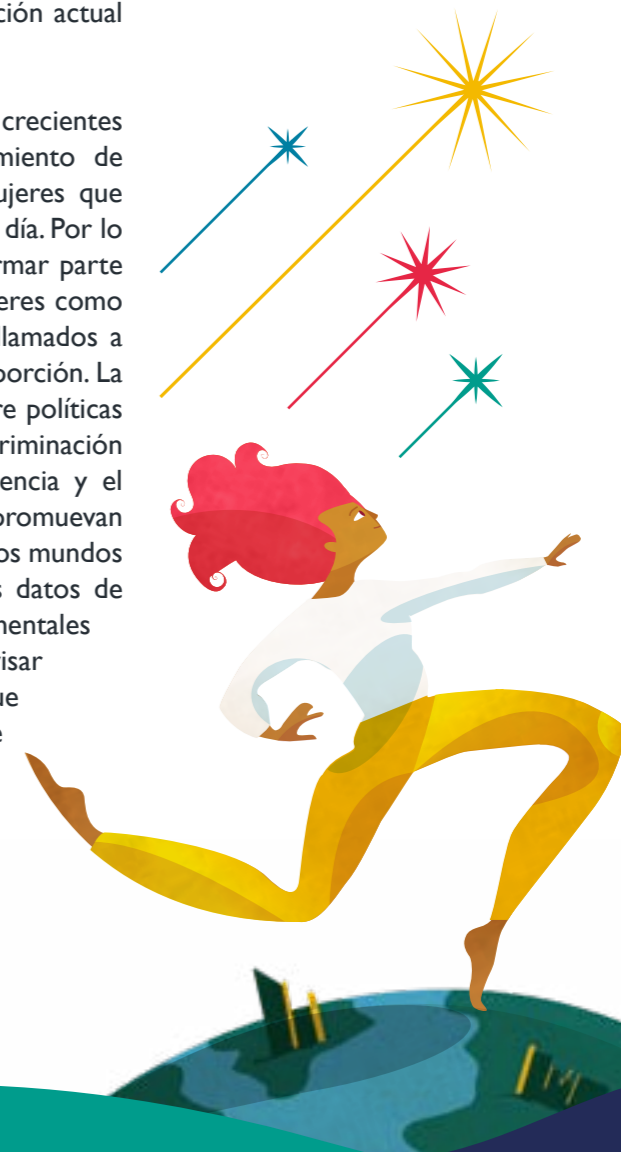 ción actual
crecientes
miento de
ujeres que
día. Por lo
rmar parte
eres como
llamados a
porción. La
re políticas
riminación
encia y el
promuevan
os mundos
s datos de
mentales
isar
ue
e